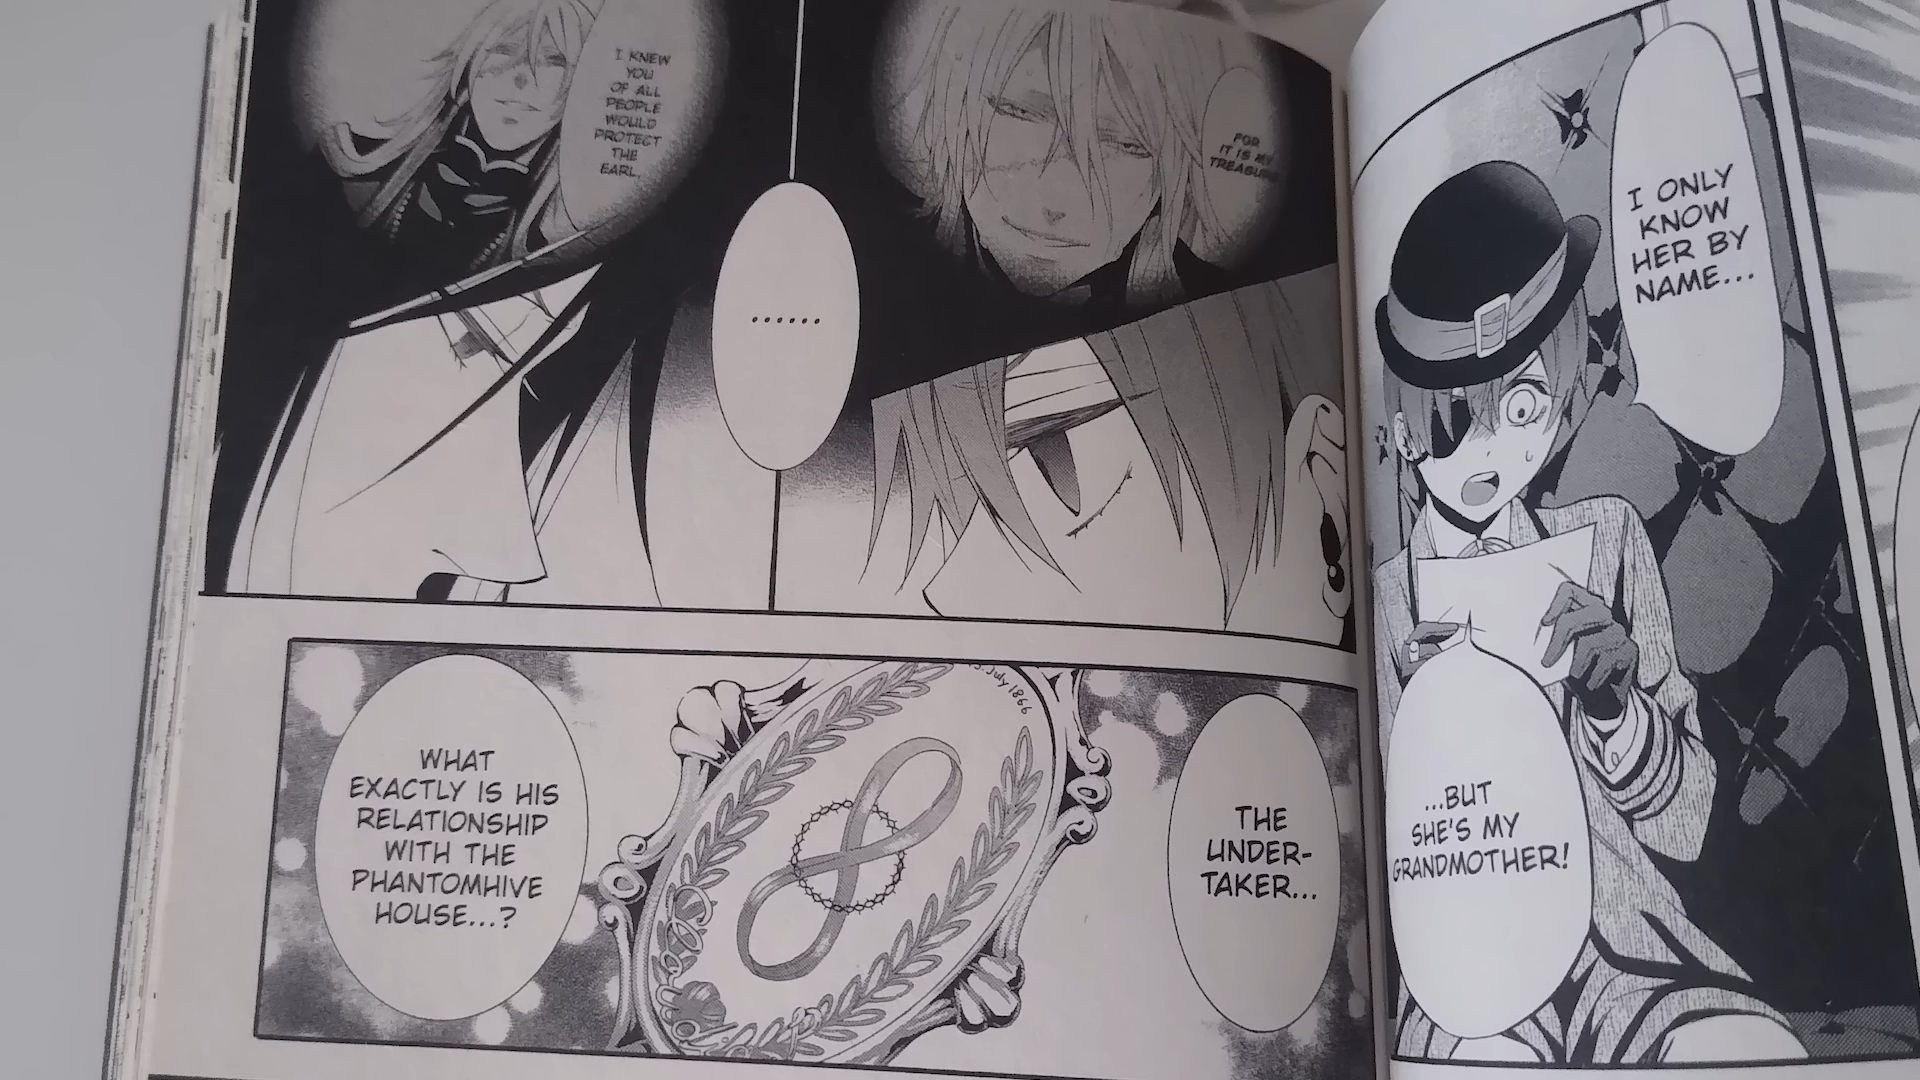 I ONLY
KNOW
HER BY
NAME...
...BUT
SHE'S MY
GRANDMOTHER!
FOR
IT IS MY
TREASURE
I KNEW
YOU
OF ALL
PEOPLE
WOULD
PROTECT
THE
EARL.
......
THE
UNDER-
TAKER...
July 1866
WHAT
EXACTLY IS HIS
RELATIONSHIP
WITH THE
PHANTOMHIVE
HOUSE...?